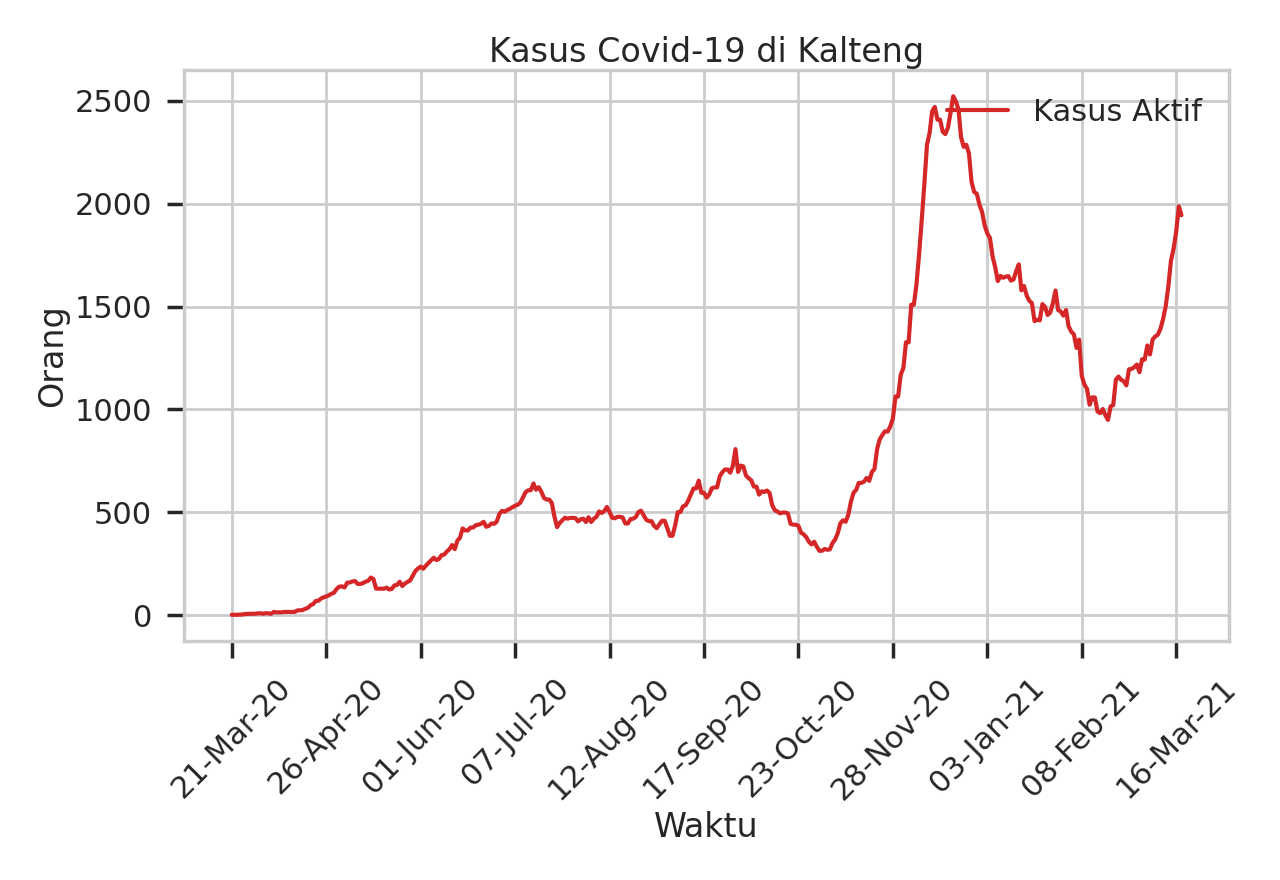 Kasus Covid-19 di Kalteng
Kasus Aktif
Orang
2500
2000
1500
1000
500
0
21-Mar-20
26-Apr-20
01-Jun-20
07-Jul-20
12-Aug-20
17-Sep-20
23-Oct-20
28-Nov-20
03-Jan-21
08-Feb-21
16-Mar-21
Waktu